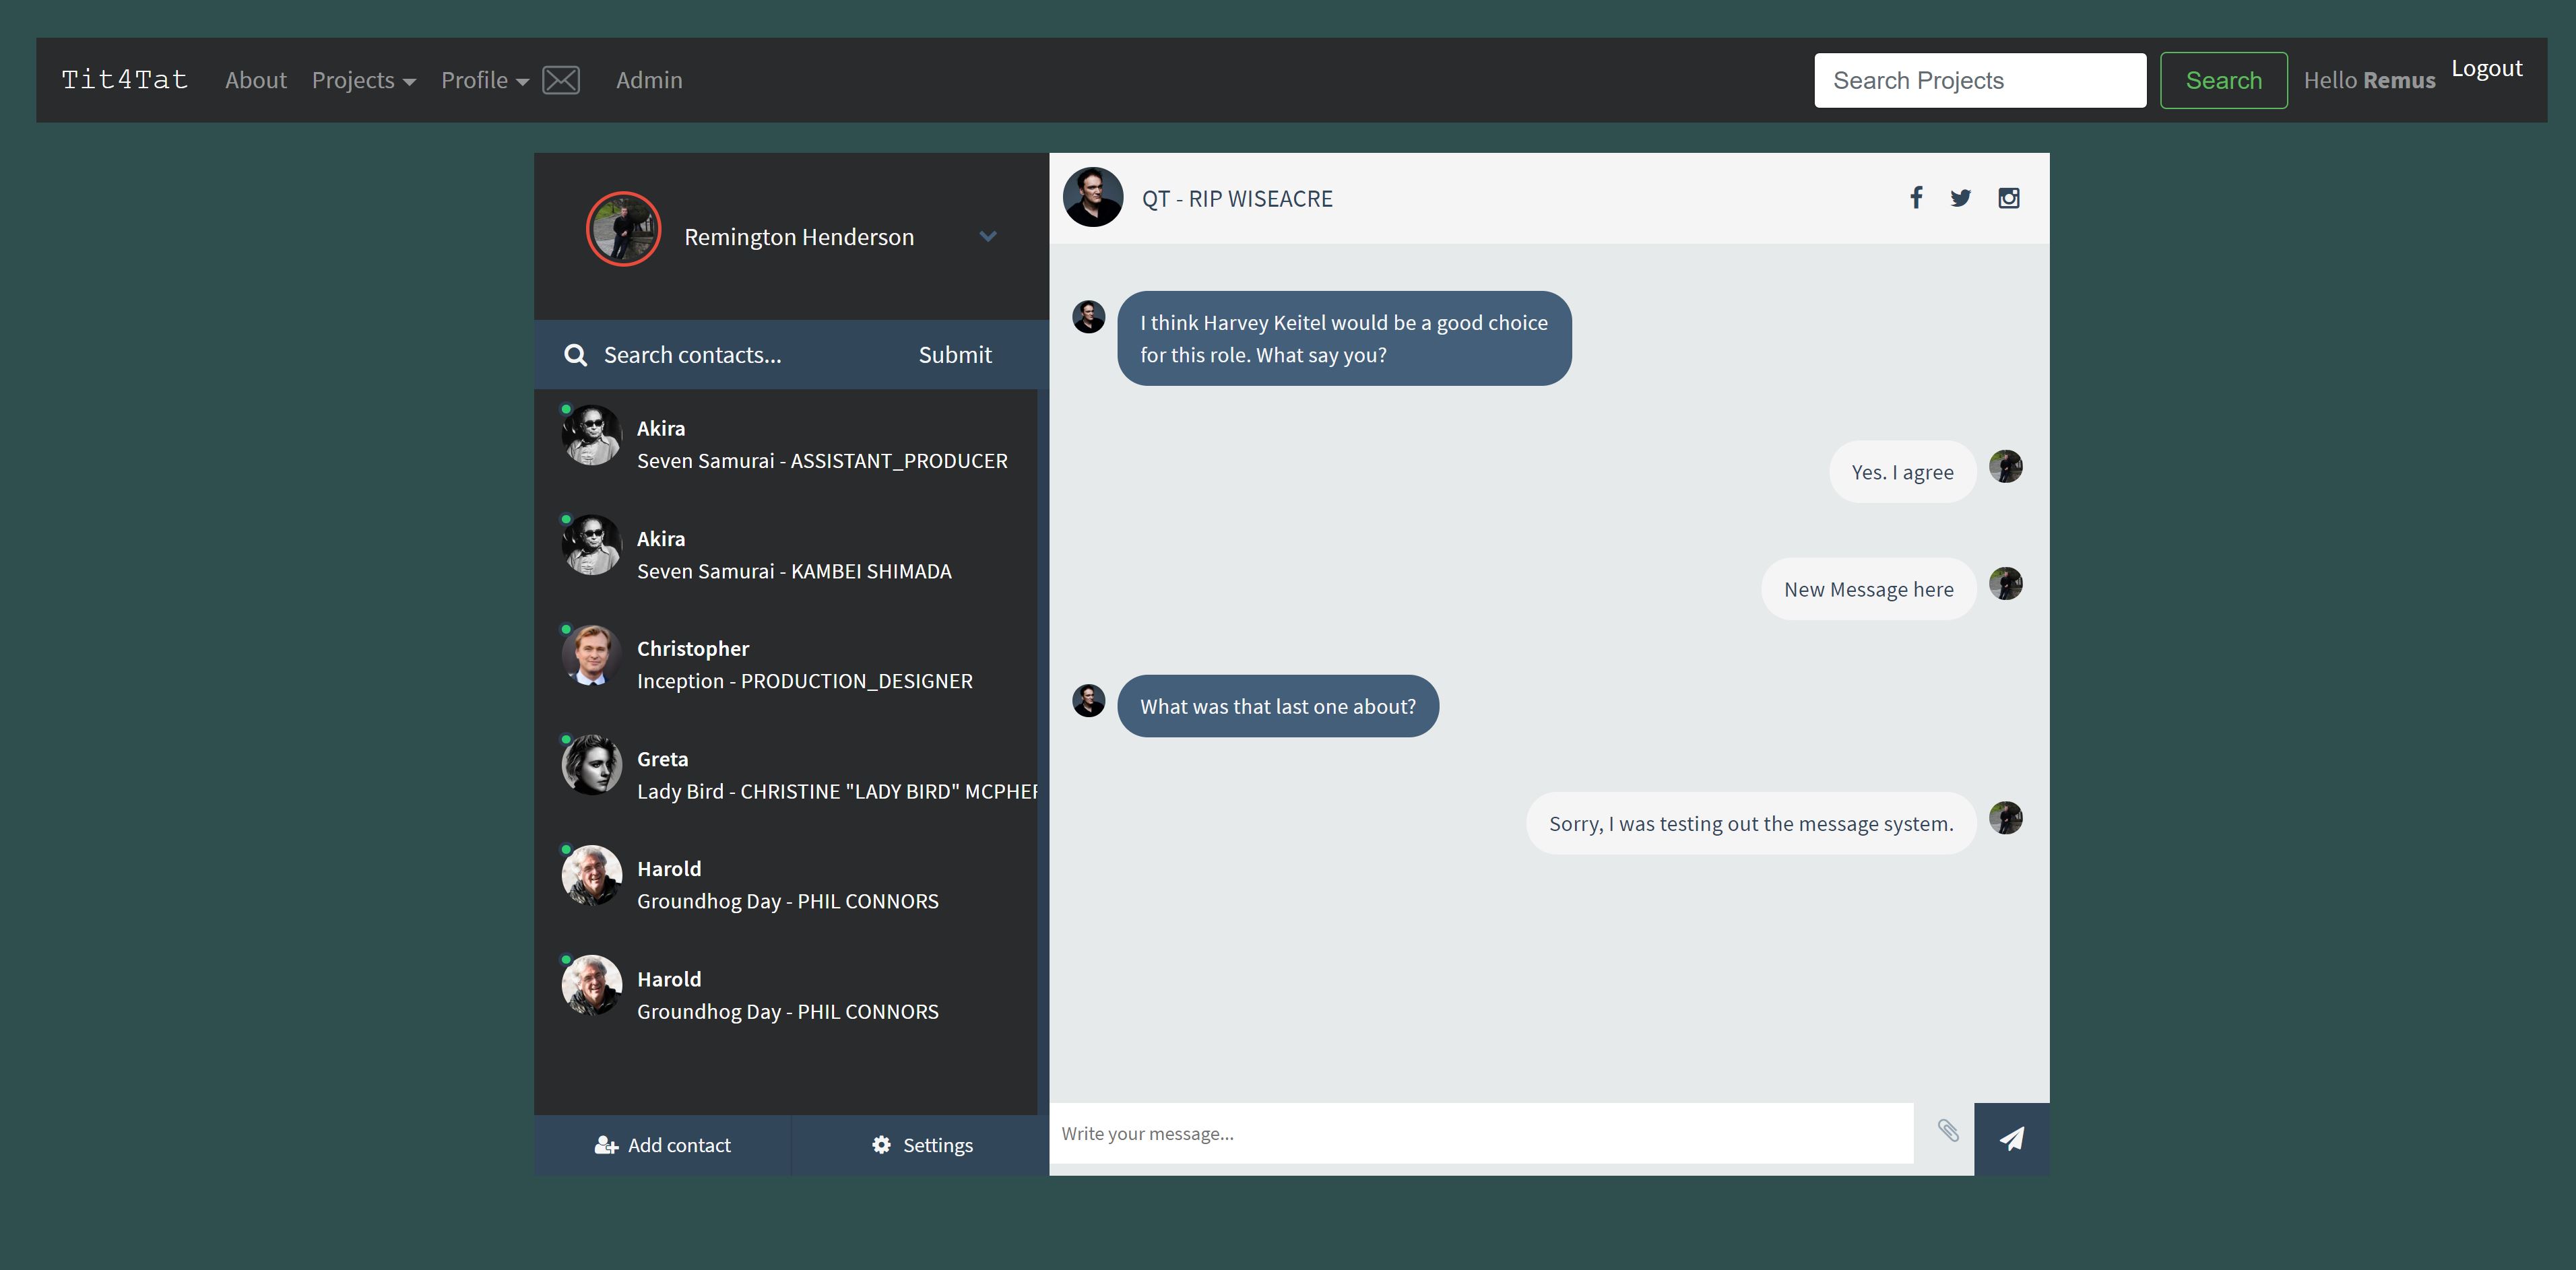 Tit4Tat
About
Projects
Profile
Admin
Search Projects
Search
Hello Remus
Logout
Remington Henderson
Search contacts...
Submit
Akira
Seven Samurai - ASSISTANT_PRODUCER
Akira
Seven Samurai - KAMBEI SHIMADA
Christopher
Inception - PRODUCTION_DESIGNER
Greta
Lady Bird - CHRISTINE "LADY BIRD" MCPHER
Harold
Groundhog Day - PHIL CONNORS
Harold
Groundhog Day - PHIL CONNORS
Add contact
Settings
QT - RIP WISEACRE
I think Harvey Keitel would be a good choice
for this role. What say you?
Yes. I agree
New Message here
What was that last one about?
Sorry, I was testing out the message system.
Write your message...